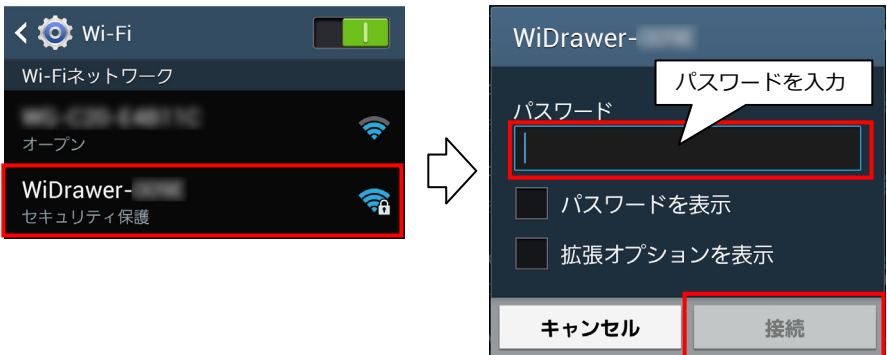 Wi-Fi
Wi-Fiネットワーク
オープン
WiDrawer-
セキュリティ保護
WiDrawer-
パスワードを入力
パスワード
パスワードを表示
拡張オプションを表示
キャンセル
接続